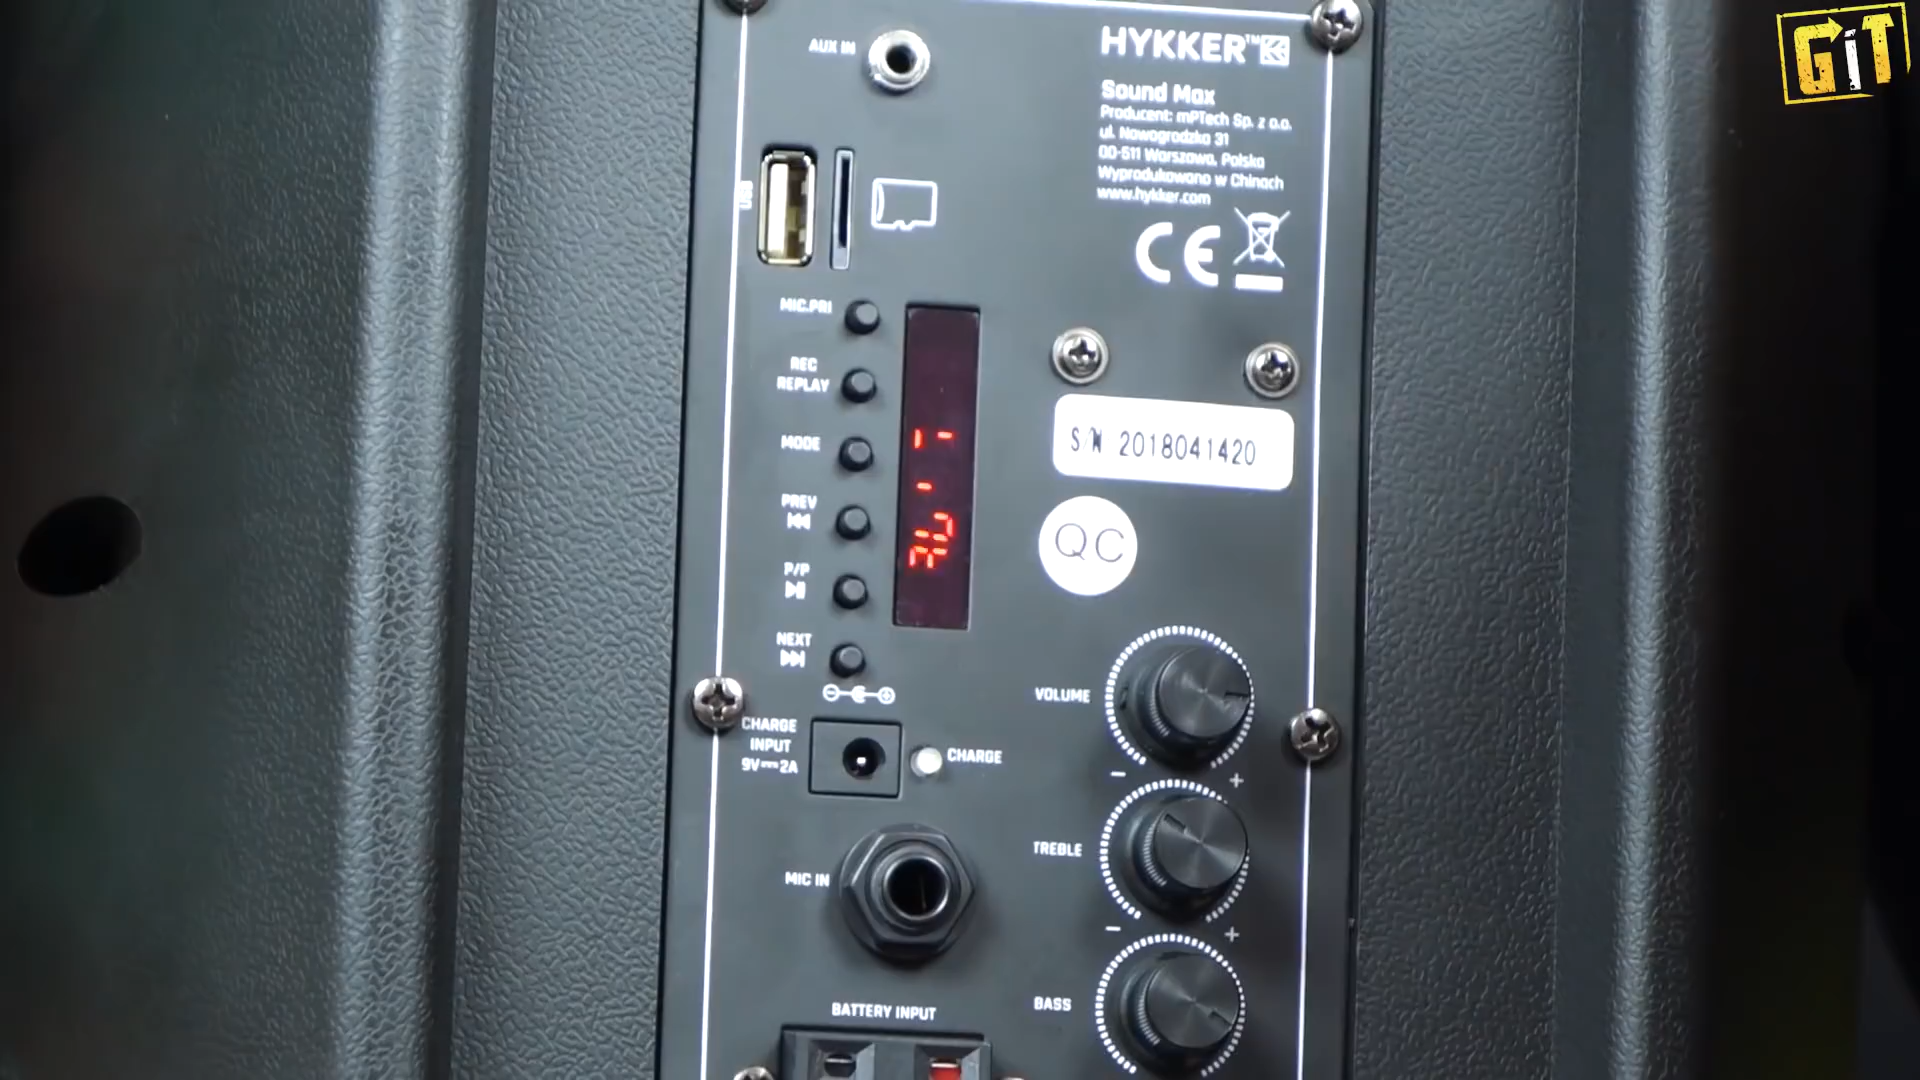 GiT
AUX IN
HYKKER™
Sound Max
Producent: mPTech Sp. z o.o.
ul. Nowogrodzka 31
00-511 Warszawa, Polska
Wyprodukowano w Chinach
www.hykker.com
USB
CE
MIC.PRI
REC
REPLAY
MODE
S/N 2018041420
PREV
QC
P/P
NEXT
VOLUME
- +
CHARGE
INPUT
9V⎓2A
CHARGE
TREBLE
- +
MIC IN
BASS
BATTERY INPUT